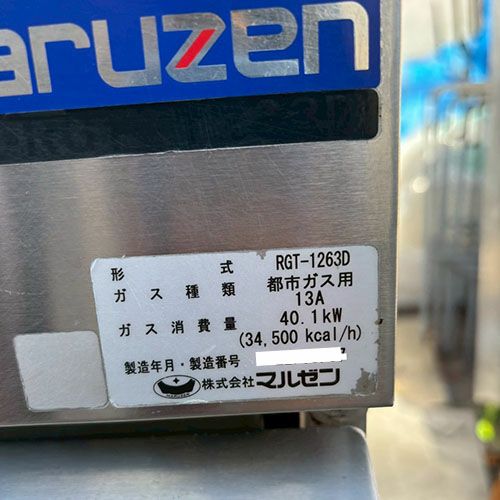 aruzen
形 式 RGT-1263D
ガス種類 都市ガス用
13A
ガス消費量 40.1kW
(34,500 kcal/h)
製造年月・製造番号
株式会社マルゼン